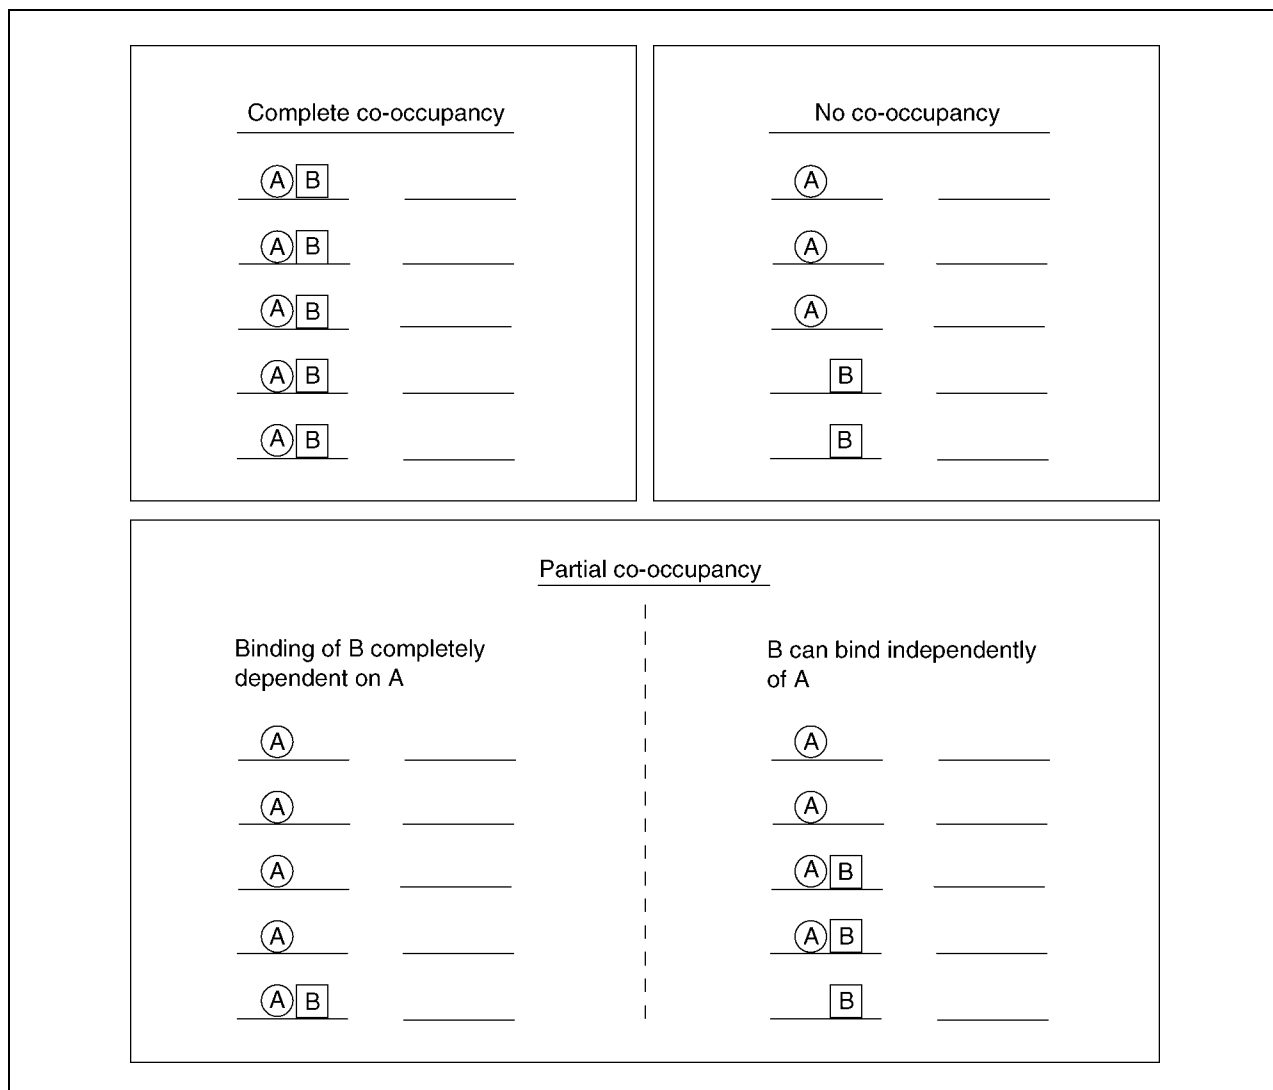 Complete co-occupancy
A B
A B
A B
A B
A B
No co-occupancy
A
A
A
B
B
Partial co-occupancy
Binding of B completely
dependent on A
A
A
A
A
A B
B can bind independently
of A
A
A
A B
A B
B